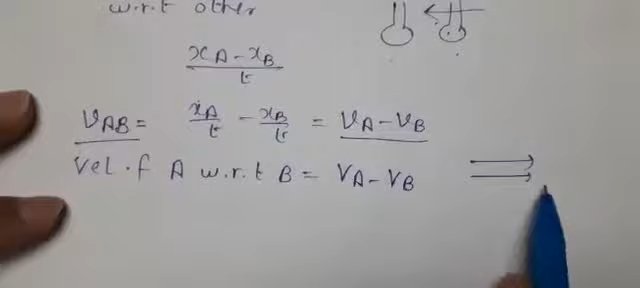 w.r.t other
xA - xB / t
VAB = xA/t - xB/t = VA - VB
Vel.f A w.r.t B = VA - VB